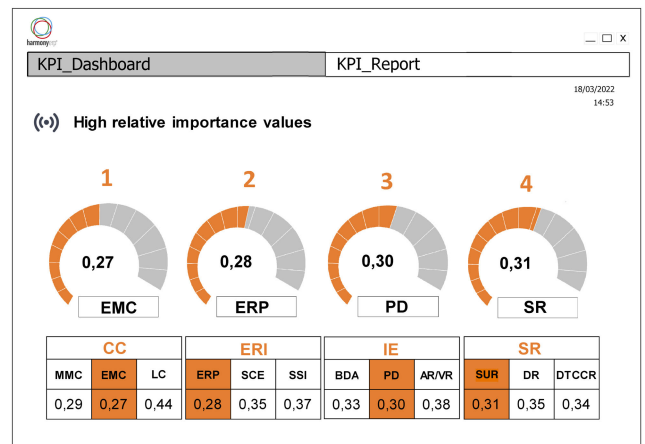 harmony
KPI_Dashboard KPI_Report
18/03/2022
14:53
High relative importance values
1 2 3 4
0,27 0,28 0,30 0,31
EMC ERP PD SR
CC ERI IE SR
MMC EMC LC ERP SCE SSI BDA PD AR/VR SUR DR DTCCR
0,29 0,27 0,44 0,28 0,35 0,37 0,33 0,30 0,38 0,31 0,35 0,34